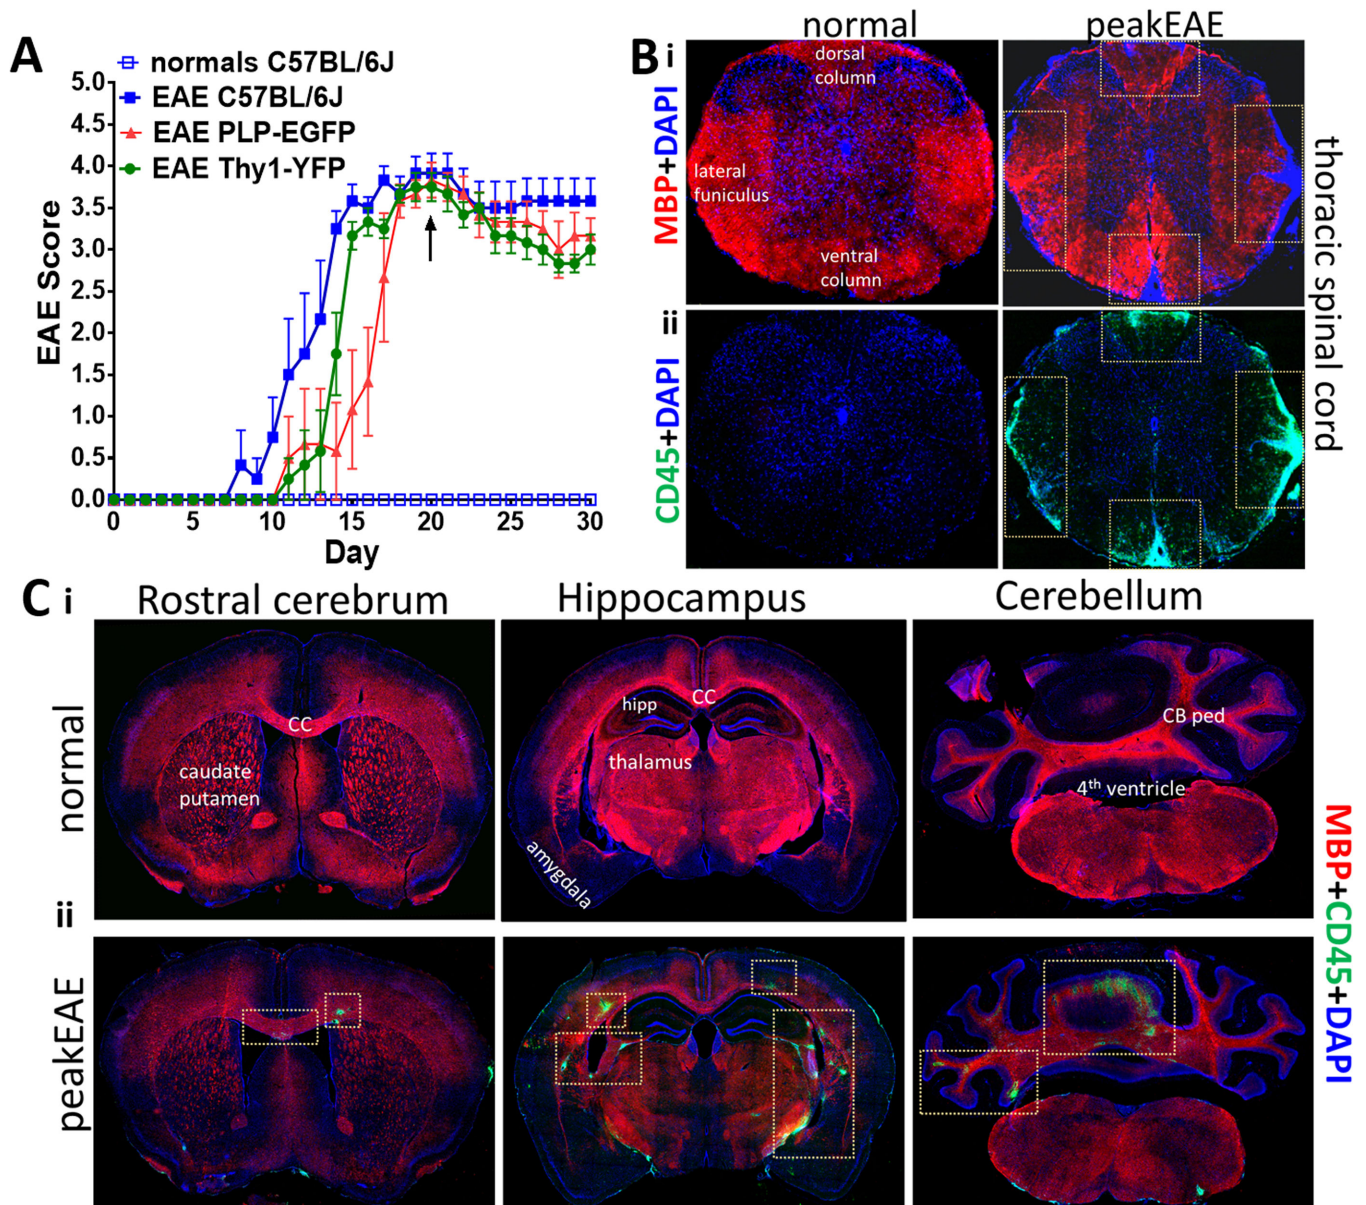 A
normals C57BL/6J
EAE C57BL/6J
EAE PLP-EGFP
EAE Thy1-YFP
EAE Score
5.0
4.5
4.0
3.5
3.0
2.5
2.0
1.5
1.0
0.5
0.0
0 5 10 15 20 25 30
Day
B
normal peakEAE
i
MBP+DAPI
dorsal
column
lateral
funiculus
ventral
column
ii
CD45+DAPI
thoracic spinal cord
C
i
Rostral cerebrum Hippocampus Cerebellum
normal
CC
caudate
putamen
hipp
CC
thalamus
amygdala
CB ped
4th ventricle
ii
peakEAE
MBP+CD45+DAPI